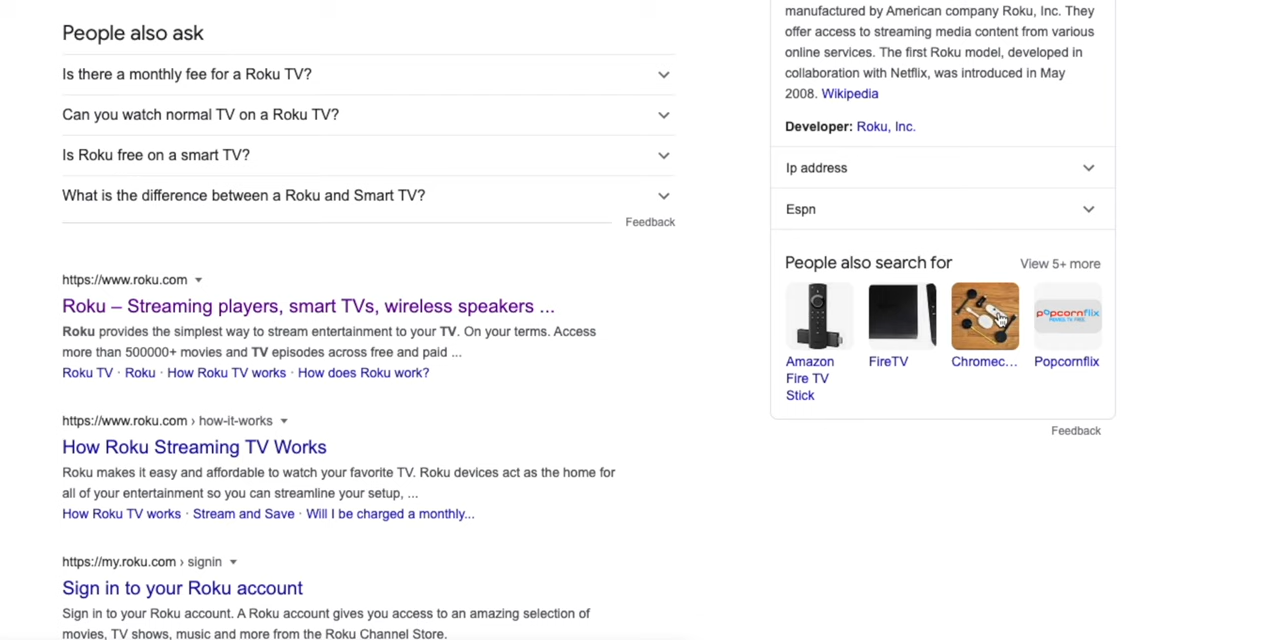 People also ask
Is there a monthly fee for a Roku TV?
Can you watch normal TV on a Roku TV?
Is Roku free on a smart TV?
What is the difference between a Roku and Smart TV?
Feedback
https://www.roku.com
Roku – Streaming players, smart TVs, wireless speakers ...
Roku provides the simplest way to stream entertainment to your TV. On your terms. Access
more than 500000+ movies and TV episodes across free and paid ...
Roku TV · Roku · How Roku TV works · How does Roku work?
https://www.roku.com › how-it-works
How Roku Streaming TV Works
Roku makes it easy and affordable to watch your favorite TV. Roku devices act as the home for
all of your entertainment so you can streamline your setup, ...
How Roku TV works · Stream and Save · Will I be charged a monthly...
https://my.roku.com › signin
Sign in to your Roku account
Sign in to your Roku account. A Roku account gives you access to an amazing selection of
movies, TV shows, music and more from the Roku Channel Store.
manufactured by American company Roku, Inc. They
offer access to streaming media content from various
online services. The first Roku model, developed in
collaboration with Netflix, was introduced in May
2008. Wikipedia
Developer: Roku, Inc.
Ip address
Espn
People also search for
View 5+ more
popcornflix
MOVIES TV FREE
Amazon
Fire TV
Stick
FireTV
Chromec...
Popcornflix
Feedback